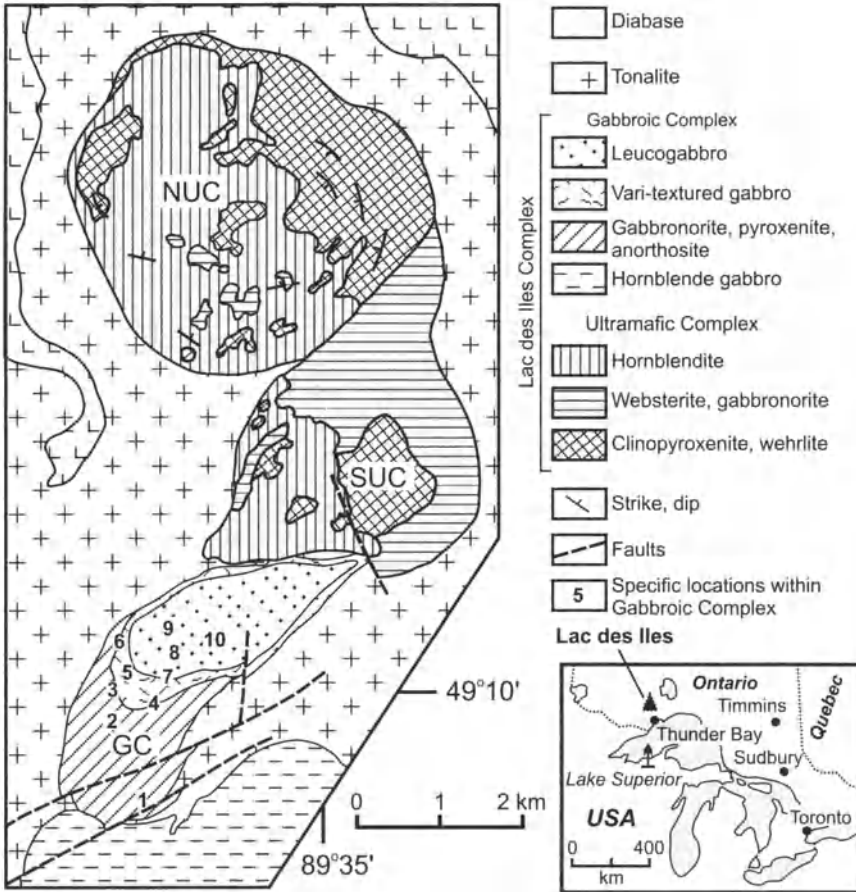 NUC
SUC
9
6
8
10
5
7
3
4
2
GC
1
49°10'
0 1 2 km
89°35'
Diabase
Tonalite
Lac des Iles Complex
Gabbroic Complex
Leucogabbro
Vari-textured gabbro
Gabbronorite, pyroxenite,
anorthosite
Hornblende gabbro
Ultramafic Complex
Hornblendite
Websterite, gabbronorite
Clinopyroxenite, wehrlite
Strike, dip
Faults
5
Specific locations within
Gabbroic Complex
Lac des Iles
Ontario
Timmins
Quebec
Thunder Bay
Sudbury
Lake Superior
USA
Toronto
0 400
km